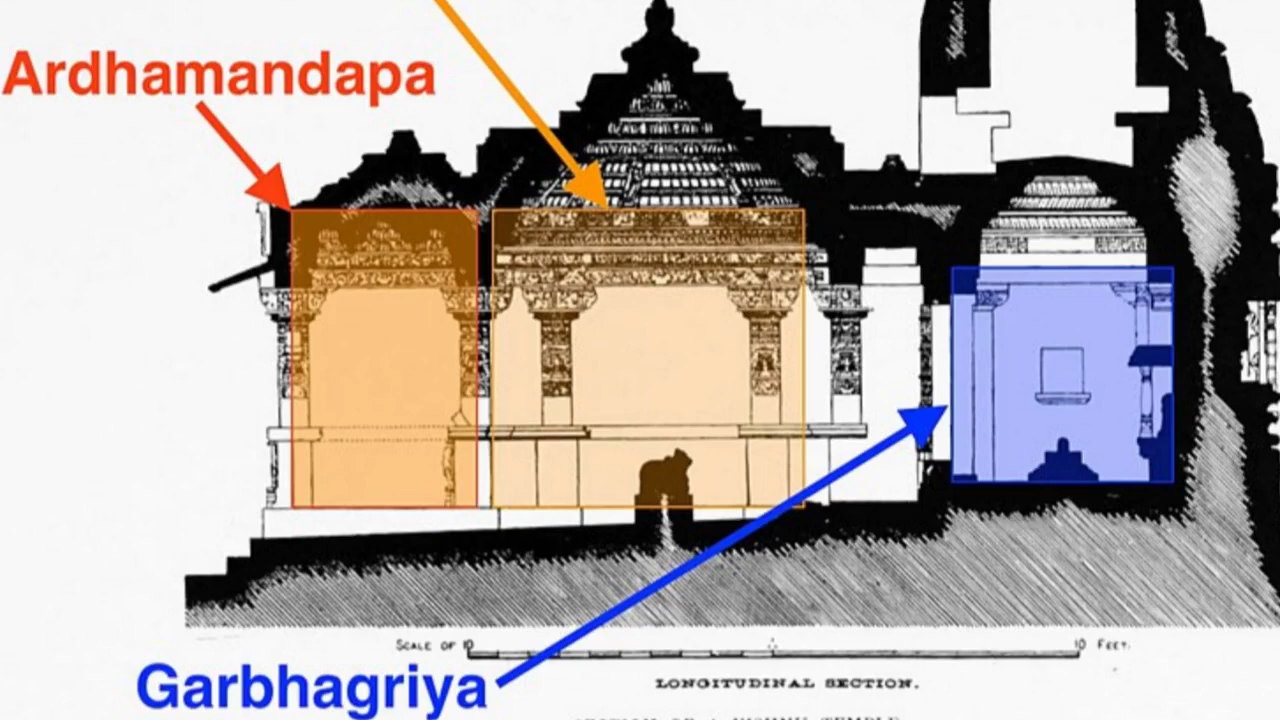 Ardhamandapa
SCALE OF 10
10 FEET.
Garbhagriya
LONGITUDINAL SECTION.